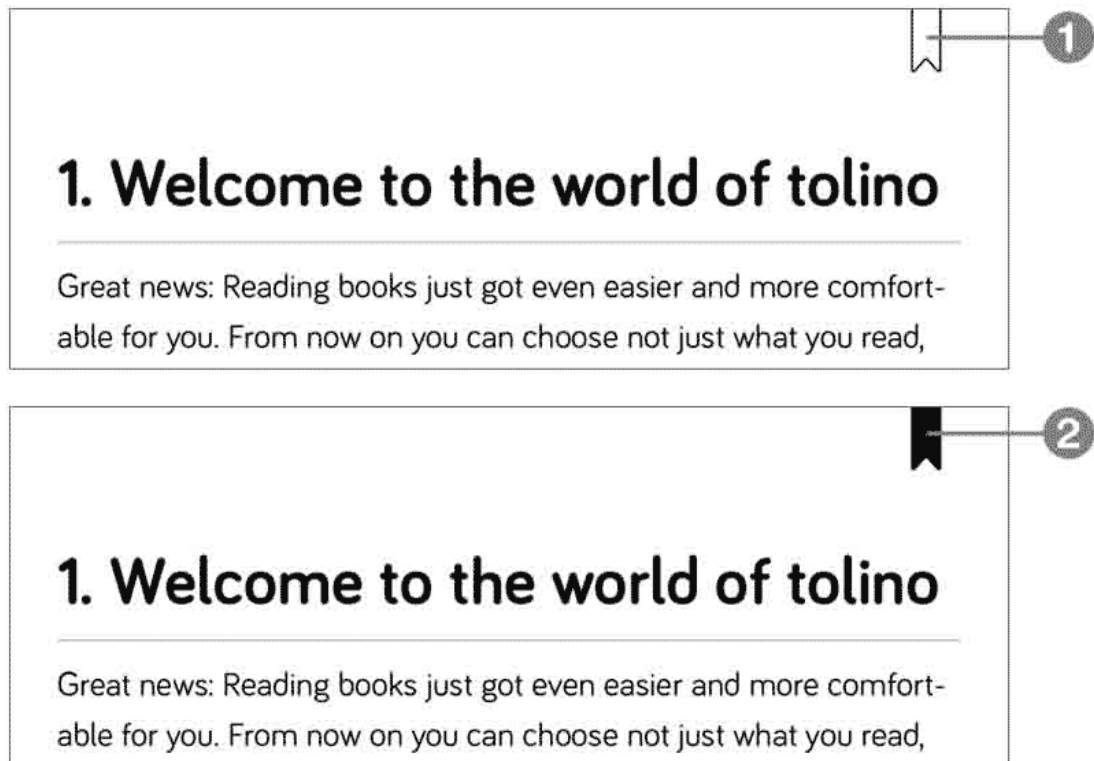 1
1. Welcome to the world of tolino
Great news: Reading books just got even easier and more comfort-
able for you. From now on you can choose not just what you read,
2
1. Welcome to the world of tolino
Great news: Reading books just got even easier and more comfort-
able for you. From now on you can choose not just what you read,